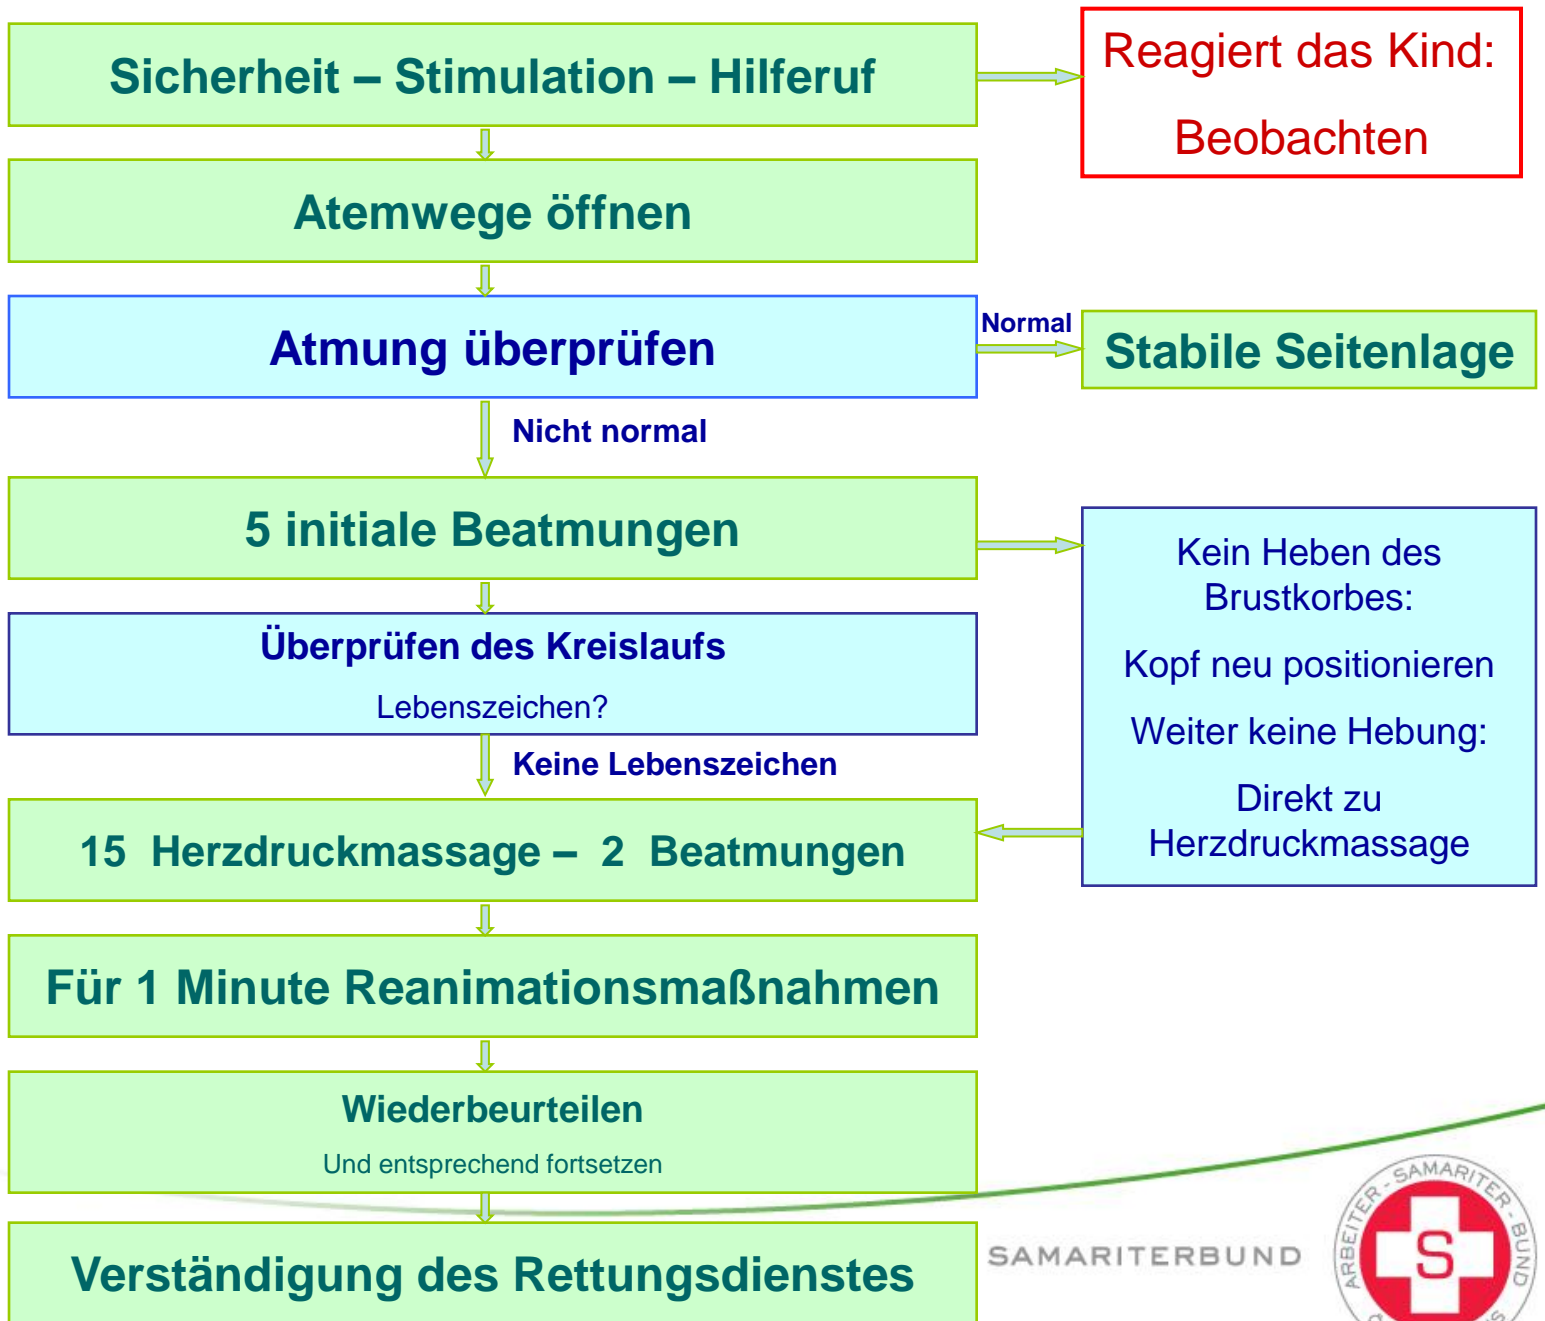 Sicherheit – Stimulation – Hilferuf
Reagiert das Kind:
Beobachten
Atemwege öffnen
Atmung überprüfen
Normal
Stabile Seitenlage
Nicht normal
5 initiale Beatmungen
Kein Heben des
Brustkorbes:
Kopf neu positionieren
Weiter keine Hebung:
Direkt zu
Herzdruckmassage
Überprüfen des Kreislaufs
Lebenszeichen?
Keine Lebenszeichen
15 Herzdruckmassage – 2 Beatmungen
Für 1 Minute Reanimationsmaßnahmen
Wiederbeurteilen
Und entsprechend fortsetzen
Verständigung des Rettungsdienstes
SAMARITERBUND
ARBEITER - SAMARITER - BUND
S